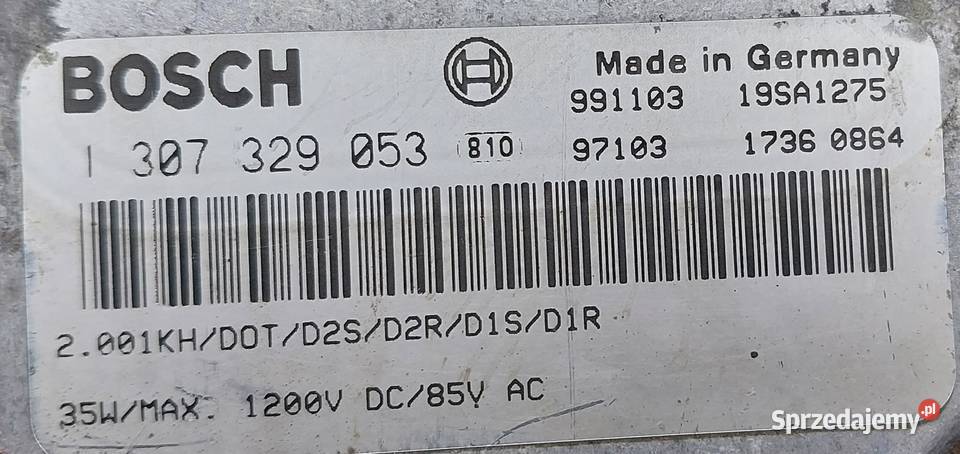 BOSCH
Made in Germany
991103 19SA1275
1 307 329 053 810 97103 1736 0864
2.001KH/DOT/D2S/D2R/D1S/D1R
35W/MAX. 1200V DC/85V AC
Sprzedajemy.pl